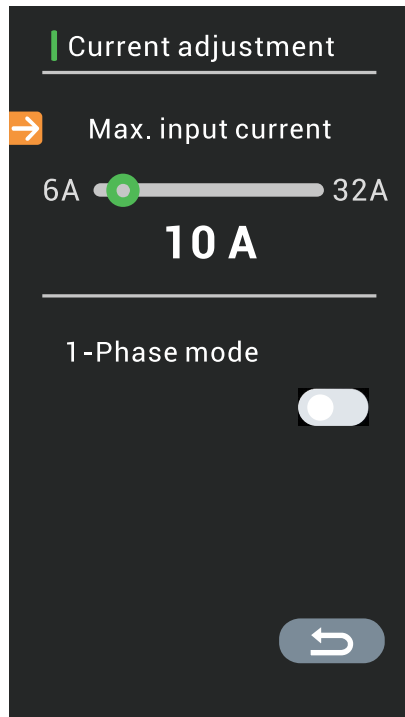 Current adjustment
Max. input current
6A 32A
10 A
1-Phase mode